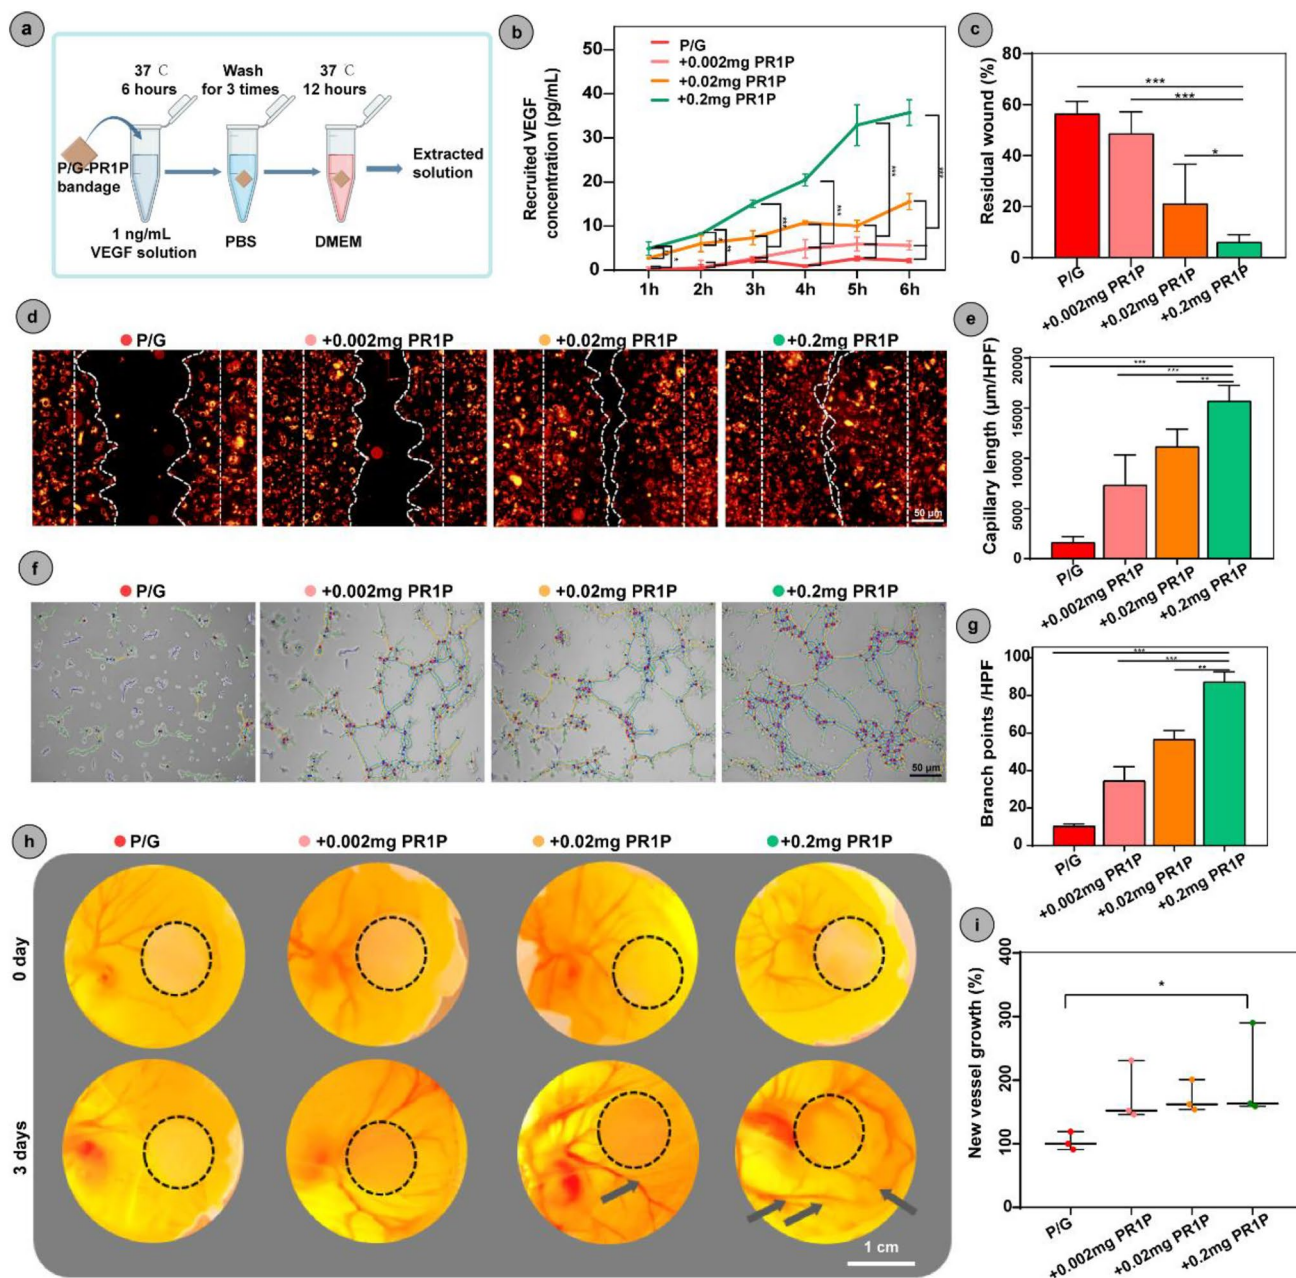 a
37 ℃
6 hours
Wash
for 3 times
37 ℃
12 hours
P/G-PR1P
bandage
Extracted
solution
1 ng/mL
VEGF solution
PBS
DMEM
b
Recruited VEGF
concentration (pg/mL)
50
40
30
20
10
0
P/G
+0.002mg PR1P
+0.02mg PR1P
+0.2mg PR1P
1h 2h 3h 4h 5h 6h
c
Residual wound (%)
80
60
40
20
0
***
***
*
P/G
+0.002mg PR1P
+0.02mg PR1P
+0.2mg PR1P
d
P/G
+0.002mg PR1P
+0.02mg PR1P
+0.2mg PR1P
50 µm
e
Capillary length (µm/HPF)
20000
15000
10000
5000
0
***
***
**
P/G
+0.002mg PR1P
+0.02mg PR1P
+0.2mg PR1P
f
P/G
+0.002mg PR1P
+0.02mg PR1P
+0.2mg PR1P
50 µm
g
Branch points /HPF
100
80
60
40
20
0
***
***
**
P/G
+0.002mg PR1P
+0.02mg PR1P
+0.2mg PR1P
h
P/G
+0.002mg PR1P
+0.02mg PR1P
+0.2mg PR1P
0 day
3 days
1 cm
i
New vessel growth (%)
400
300
200
100
0
*
P/G
+0.002mg PR1P
+0.02mg PR1P
+0.2mg PR1P